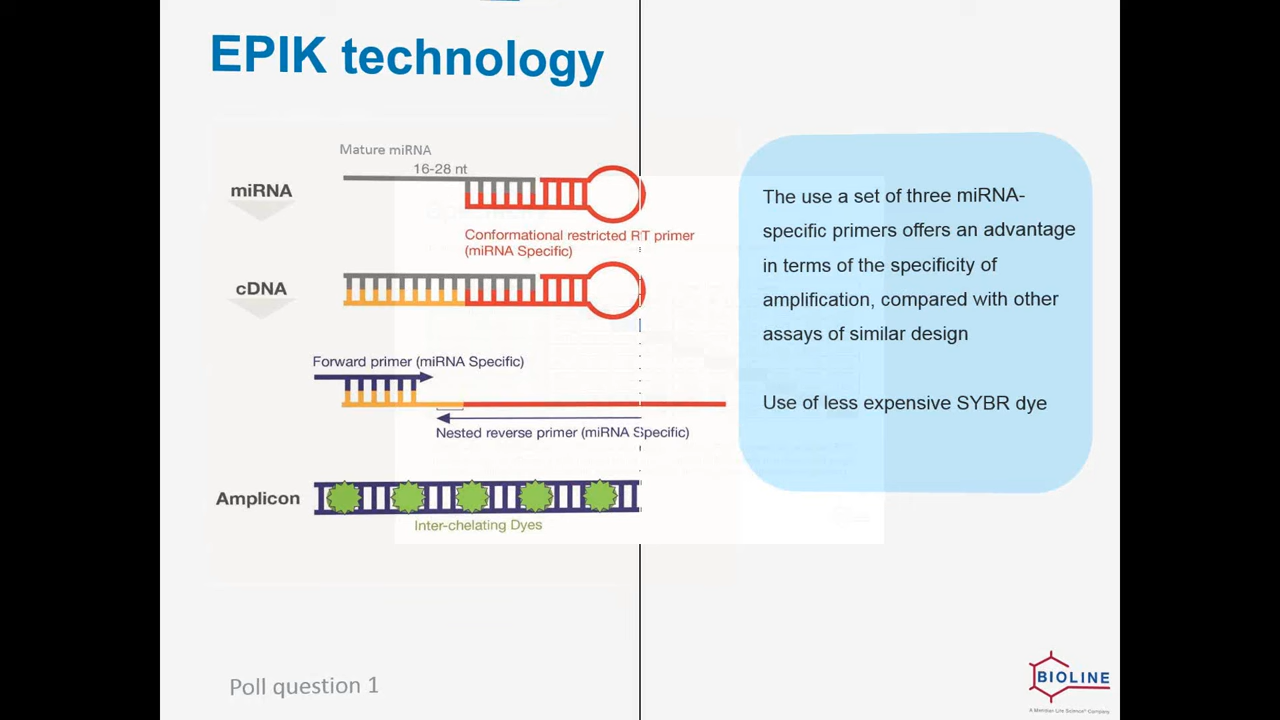 EPIK technology
Mature miRNA
16-28 nt
miRNA
Conformational restricted RT primer
(miRNA Specific)
cDNA
Forward primer (miRNA Specific)
Nested reverse primer (miRNA Specific)
Amplicon
Inter-chelating Dyes
The use a set of three miRNA-
specific primers offers an advantage
in terms of the specificity of
amplification, compared with other
assays of similar design
Use of less expensive SYBR dye
Poll question 1
BIOLINE
A Meridian Life Science® Company